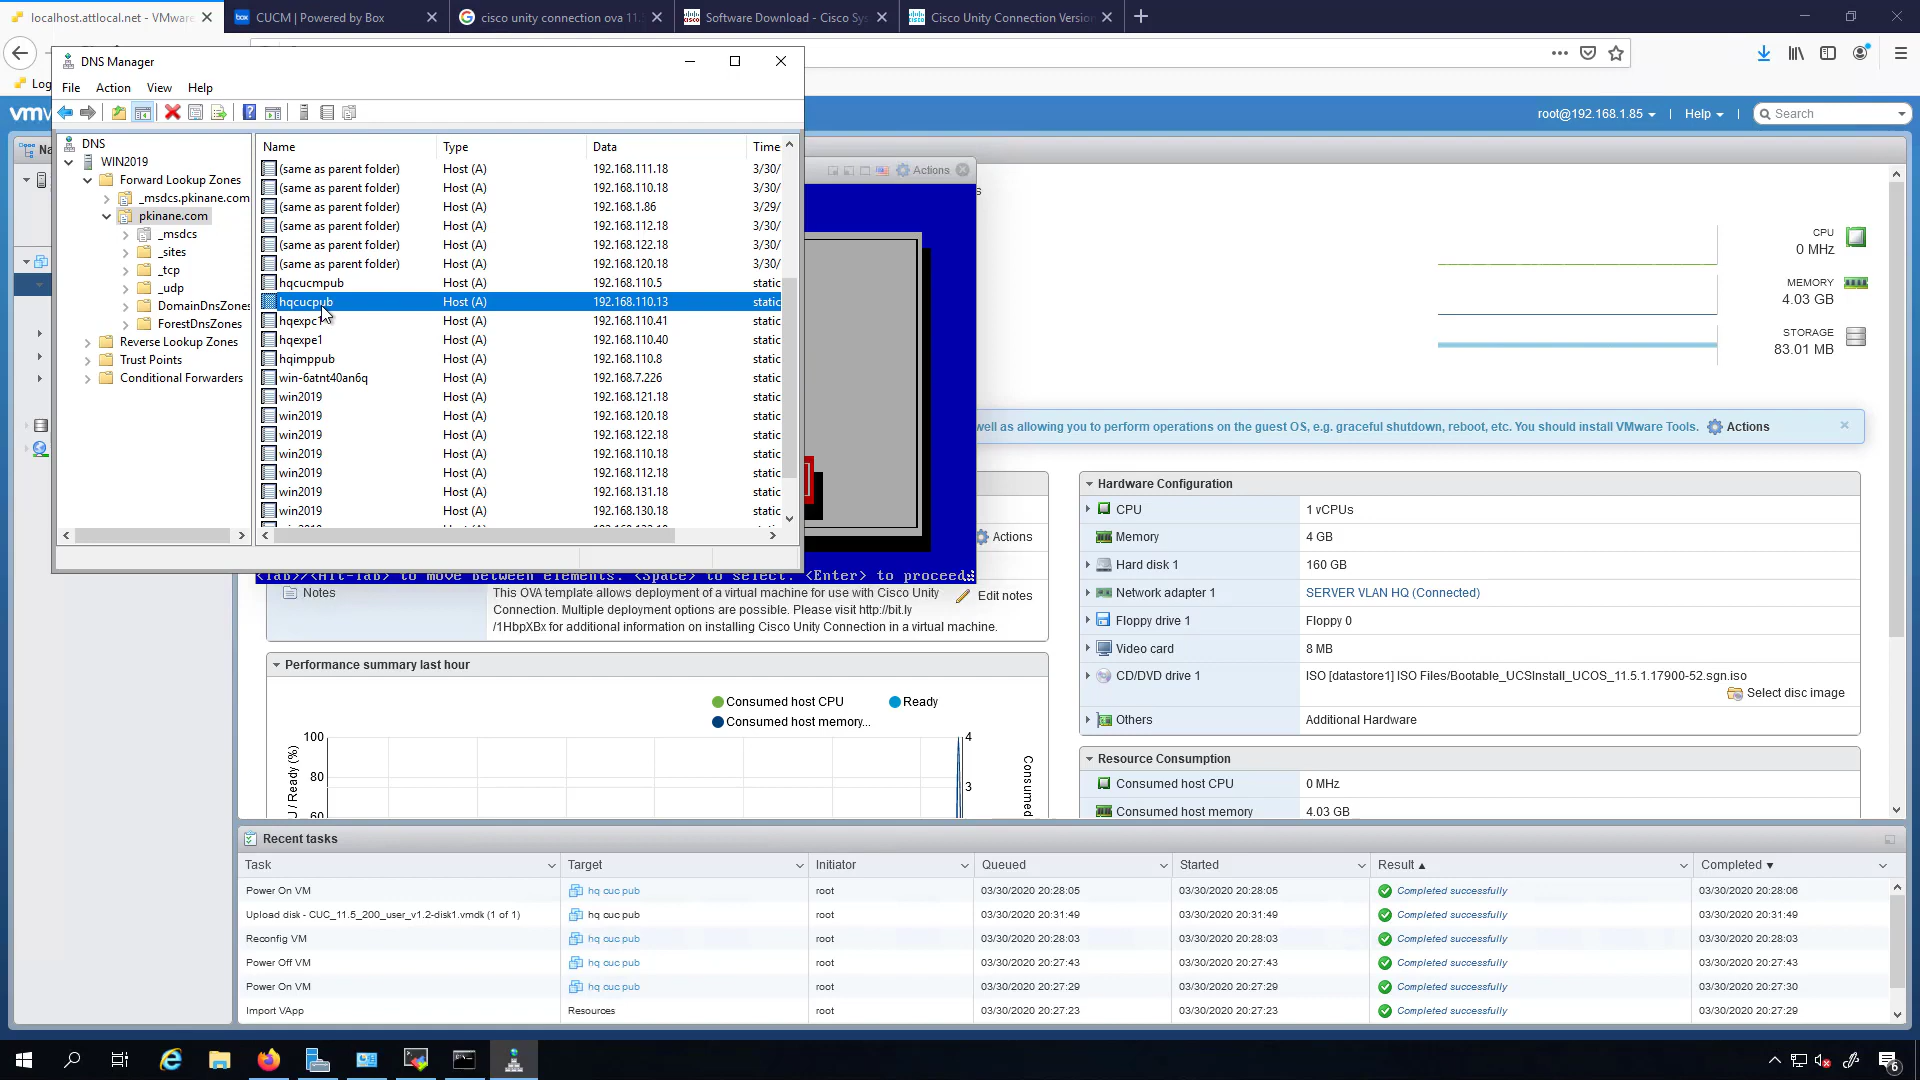 localhost.attlocal.net - VMware
CUCM | Powered by Box
cisco unity connection ova 11.5
Software Download - Cisco Sys
Cisco Unity Connection Version
DNS Manager
File Action View Help
root@192.168.1.85
Help
Search
DNS
WIN2019
Forward Lookup Zones
_msdcs.pkinane.com
pkinane.com
_msdcs
_sites
_tcp
_udp
DomainDnsZones
ForestDnsZones
Reverse Lookup Zones
Trust Points
Conditional Forwarders
Name Type Data
(same as parent folder) Host (A) 192.168.111.18 3/30/
(same as parent folder) Host (A) 192.168.110.18 3/30/
(same as parent folder) Host (A) 192.168.1.86 3/29/
(same as parent folder) Host (A) 192.168.112.18 3/30/
(same as parent folder) Host (A) 192.168.122.18 3/30/
(same as parent folder) Host (A) 192.168.120.18 3/30/
hqcucmpub Host (A) 192.168.110.5 static
hqcucpub Host (A) 192.168.110.13 static
hqexpc1 Host (A) 192.168.110.41 static
hqexpe1 Host (A) 192.168.110.40 static
hqimppub Host (A) 192.168.110.8 static
win-6atnt40an6q Host (A) 192.168.7.226 static
win2019 Host (A) 192.168.121.18 static
win2019 Host (A) 192.168.120.18 static
win2019 Host (A) 192.168.122.18 static
win2019 Host (A) 192.168.110.18 static
win2019 Host (A) 192.168.112.18 static
win2019 Host (A) 192.168.131.18 static
win2019 Host (A) 192.168.130.18 static
Actions
CPU
0 MHz
MEMORY
4.03 GB
STORAGE
83.01 MB
well as allowing you to perform operations on the guest OS, e.g. graceful shutdown, reboot, etc. You should install VMware Tools. Actions
Actions
<Tab>/<Alt-Tab> to move between elements. <Space> to select. <Enter> to proceed
Notes
This OVA template allows deployment of a virtual machine for use with Cisco Unity
Connection. Multiple deployment options are possible. Please visit http://bit.ly
/1HbpXBx for additional information on installing Cisco Unity Connection in a virtual machine.
Edit notes
Hardware Configuration
CPU 1 vCPUs
Memory 4 GB
Hard disk 1 160 GB
Network adapter 1 SERVER VLAN HQ (Connected)
Floppy drive 1 Floppy 0
Video card 8 MB
CD/DVD drive 1 ISO [datastore1] ISO Files/Bootable_UCSInstall_UCOS_11.5.1.17900-52.sgn.iso
Select disc image
Others Additional Hardware
Performance summary last hour
Consumed host CPU
Ready
Consumed host memory...
100
80
60
4
3
Consumed
Resource Consumption
Consumed host CPU 0 MHz
Consumed host memory 4.03 GB
Recent tasks
Task Target Initiator Queued Started Result Completed
Power On VM hq cuc pub root 03/30/2020 20:28:05 03/30/2020 20:28:05 Completed successfully 03/30/2020 20:28:06
Upload disk - CUC_11.5_200_user_v1.2-disk1.vmdk (1 of 1) hq cuc pub root 03/30/2020 20:31:49 03/30/2020 20:31:49 Completed successfully 03/30/2020 20:31:49
Reconfig VM hq cuc pub root 03/30/2020 20:28:03 03/30/2020 20:28:03 Completed successfully 03/30/2020 20:28:03
Power Off VM hq cuc pub root 03/30/2020 20:27:43 03/30/2020 20:27:43 Completed successfully 03/30/2020 20:27:43
Power On VM hq cuc pub root 03/30/2020 20:27:29 03/30/2020 20:27:29 Completed successfully 03/30/2020 20:27:30
Import VApp Resources root 03/30/2020 20:27:23 03/30/2020 20:27:23 Completed successfully 03/30/2020 20:27:29
6